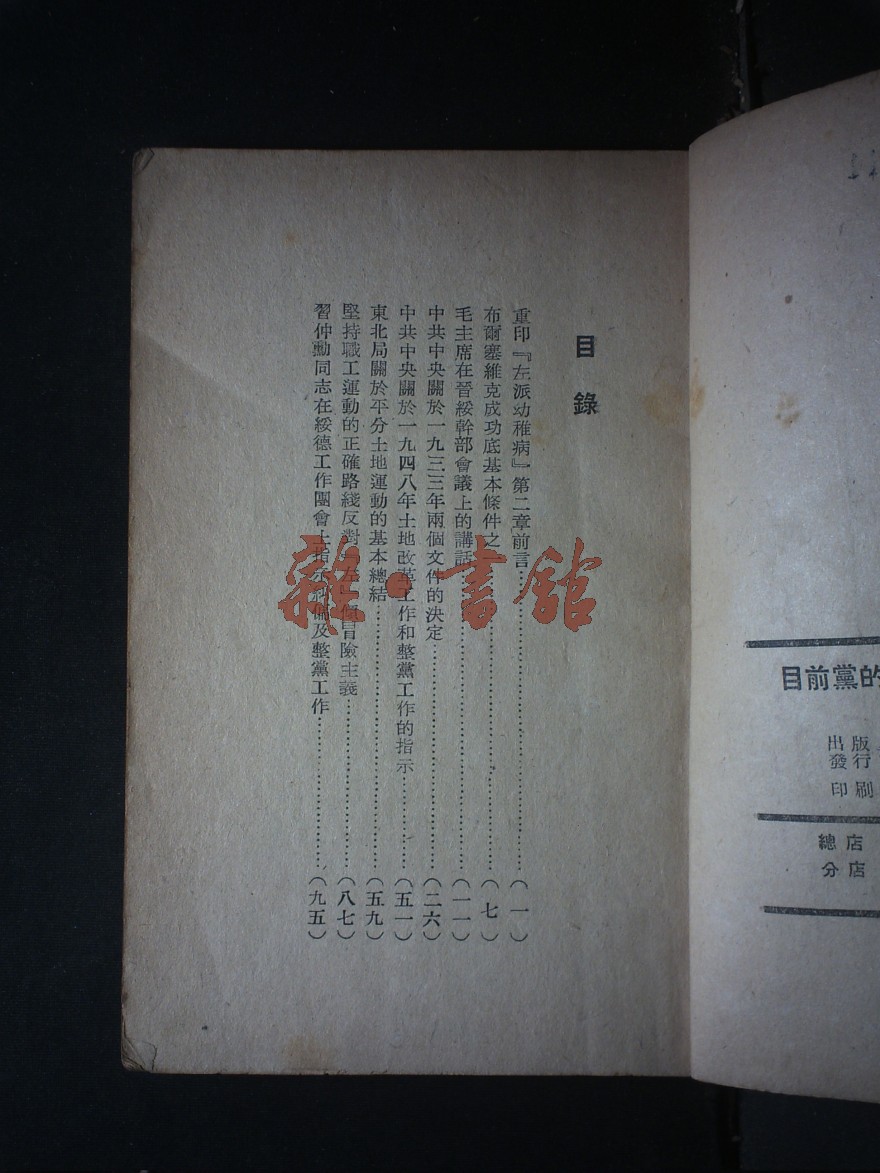 目錄
重印『左派幼稚病』第二章前言……(一)
布爾塞維克成功底基本條件之一……(七)
毛主席在晉綏幹部會議上的講話……(一一)
中共中央關於一九三三年兩個文件的決定……(二六)
中共中央關於一九四八年土地改革工作和整黨工作的指示……(五一)
東北局關於平分土地運動的基本總結……(五九)
堅持職工運動的正確路綫反對「左」傾冒險主義……(八七)
習仲勳同志在綏德工作團會上指示糾偏及整黨工作……(九五)
雜·書館
目前黨的
出版
發行
印刷
總店
分店